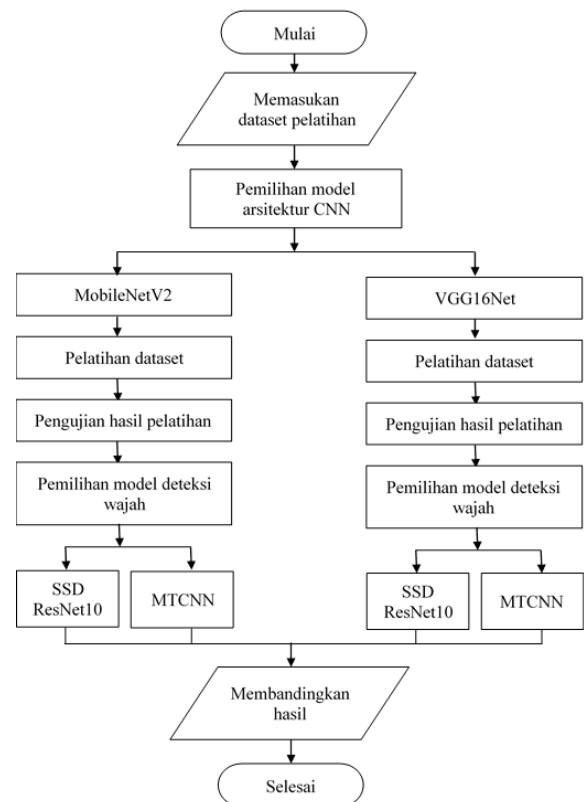 Mulai
Memasukan
dataset pelatihan
Pemilihan model
arsitektur CNN
MobileNetV2
Pelatihan dataset
Pengujian hasil pelatihan
Pemilihan model deteksi
wajah
SSD
ResNet10
MTCNN
VGG16Net
Pelatihan dataset
Pengujian hasil pelatihan
Pemilihan model deteksi
wajah
SSD
ResNet10
MTCNN
Membandingkan
hasil
Selesai